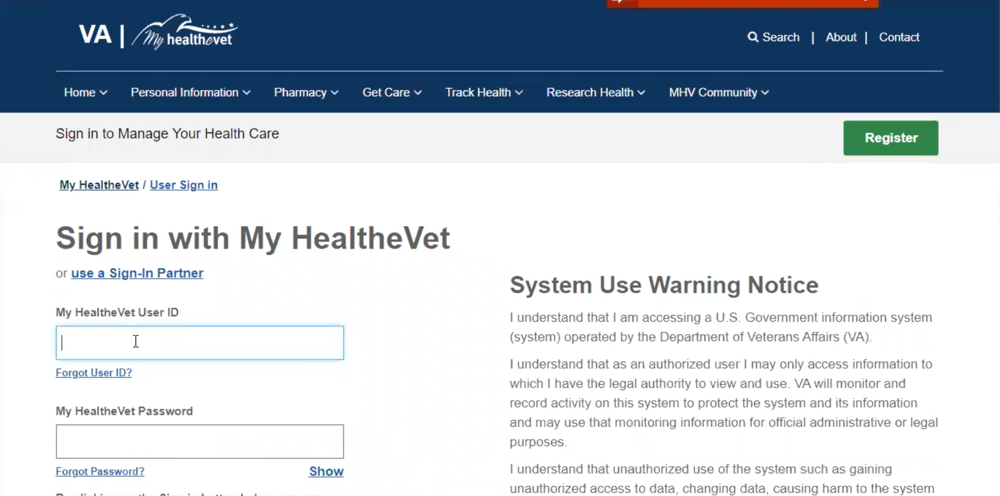 VA | My healthevet
Search | About | Contact
Home Personal Information Pharmacy Get Care Track Health Research Health MHV Community
Sign in to Manage Your Health Care
Register
My HealtheVet / User Sign in
Sign in with My HealtheVet
or use a Sign-In Partner
My HealtheVet User ID
Forgot User ID?
My HealtheVet Password
Forgot Password? Show
System Use Warning Notice
I understand that I am accessing a U.S. Government information system
(system) operated by the Department of Veterans Affairs (VA).
I understand that as an authorized user I may only access information to
which I have the legal authority to view and use. VA will monitor and
record activity on this system to protect the system and its information
and may use that monitoring information for official administrative or legal
purposes.
I understand that unauthorized use of the system such as gaining
unauthorized access to data, changing data, causing harm to the system